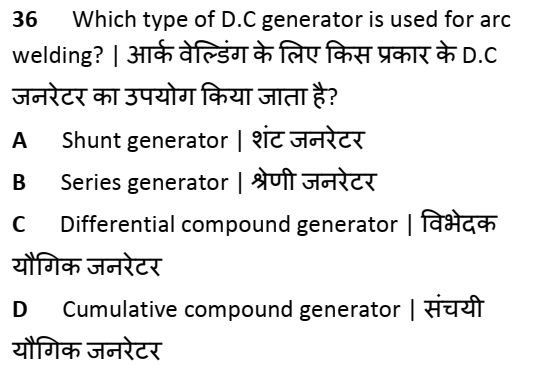 36 Which type of D.C generator is used for arc
welding? | आर्क वेल्डिंग के लिए किस प्रकार के D.C
जनरेटर का उपयोग किया जाता है?
A Shunt generator | शंट जनरेटर
B Series generator | श्रेणी जनरेटर
C Differential compound generator | विभेदक
यौगिक जनरेटर
D Cumulative compound generator | संचयी
यौगिक जनरेटर